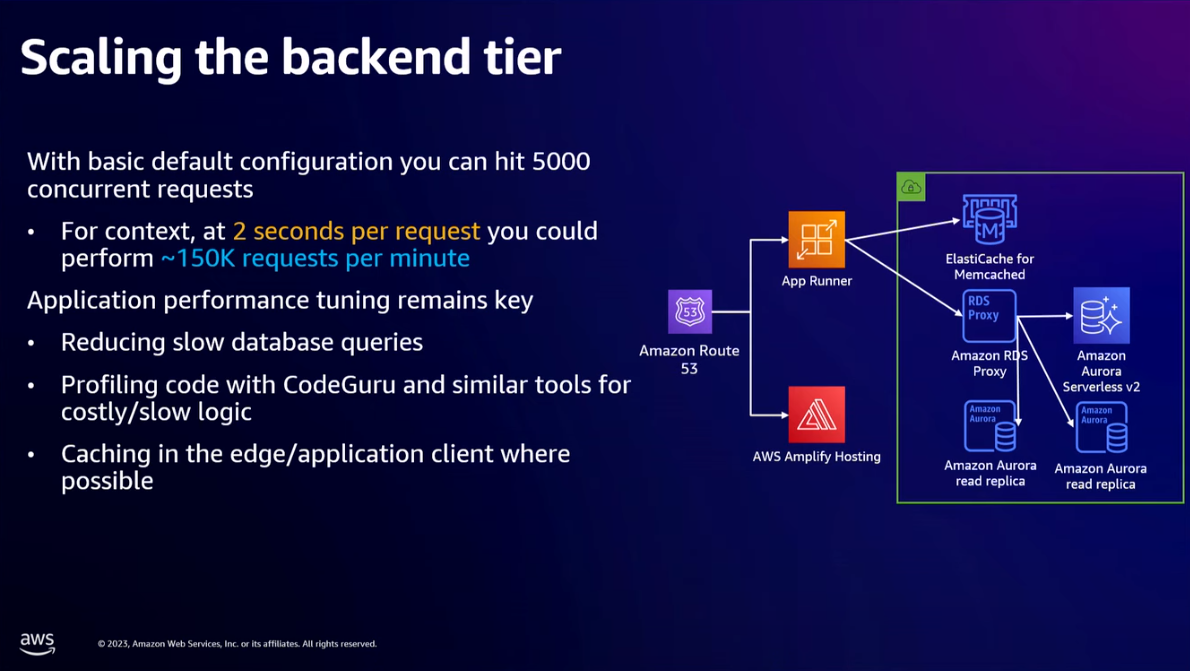 Scaling the backend tier
With basic default configuration you can hit 5000
concurrent requests
• For context, at 2 seconds per request you could
perform ~150K requests per minute
Application performance tuning remains key
• Reducing slow database queries
• Profiling code with CodeGuru and similar tools for
costly/slow logic
• Caching in the edge/application client where
possible
53
Amazon Route
53
App Runner
AWS Amplify Hosting
M
ElastiCache for
Memcached
RDS
Proxy
Amazon RDS
Proxy
Amazon
Aurora
Serverless v2
Amazon
Aurora
Amazon Aurora
read replica
Amazon
Aurora
Amazon Aurora
read replica
aws
© 2023, Amazon Web Services, Inc. or its affiliates. All rights reserved.